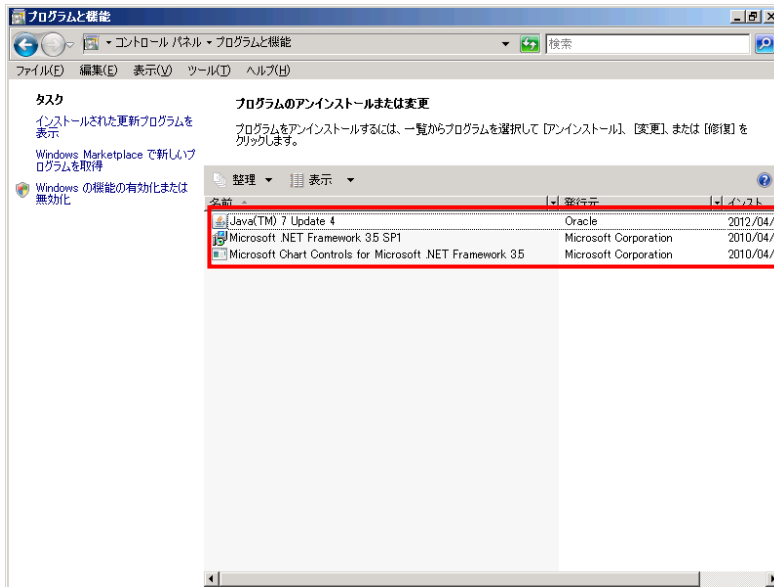 プログラムと機能
コントロール パネル
プログラムと機能
検索
ファイル(F) 編集(E) 表示(V) ツール(T) ヘルプ(H)
タスク
インストールされた更新プログラムを
表示
Windows Marketplace で新しいプ
ログラムを取得
Windows の機能の有効化または
無効化
プログラムのアンインストールまたは変更
プログラムをアンインストールするには、一覧からプログラムを選択して [アンインストール]、[変更]、または [修復] を
クリックします。
整理 表示
名前 発行元 インスト
Java(TM) 7 Update 4 Oracle 2012/04/
Microsoft .NET Framework 3.5 SP1 Microsoft Corporation 2010/04/
Microsoft Chart Controls for Microsoft .NET Framework 3.5 Microsoft Corporation 2010/04/